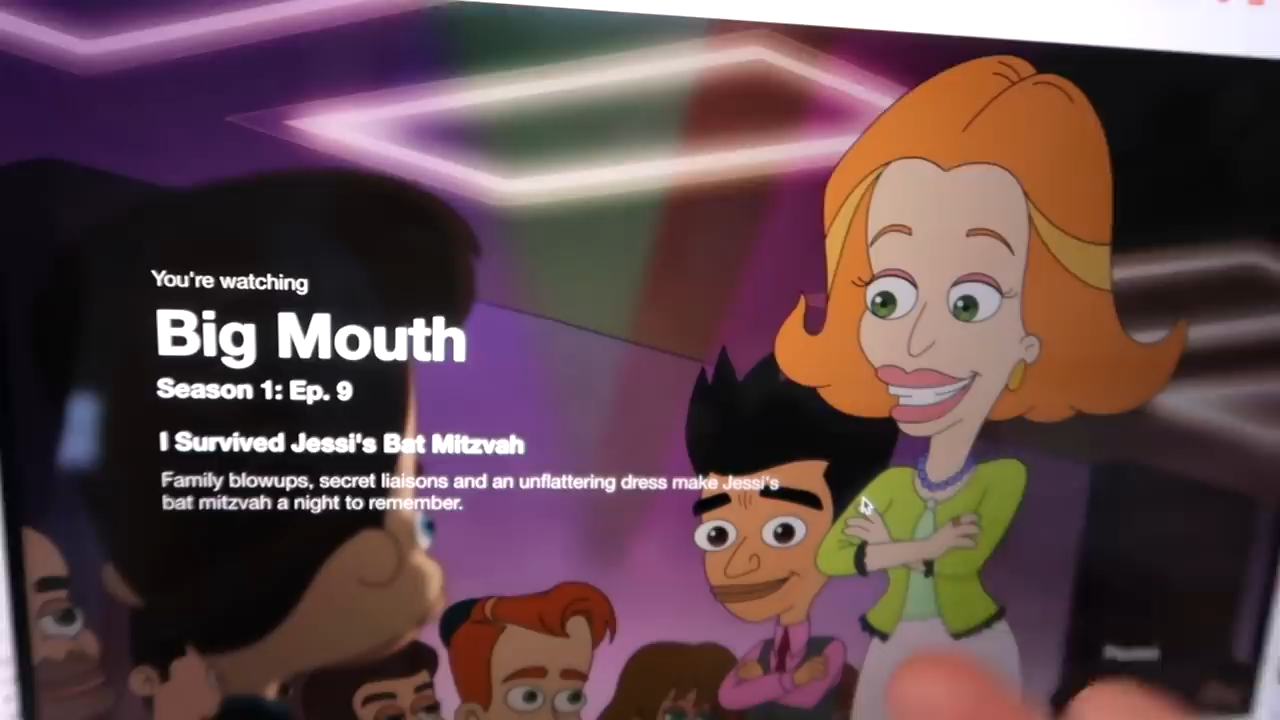 You're watching
Big Mouth
Season 1: Ep. 9
I Survived Jessi's Bat Mitzvah
Family blowups, secret liaisons and an unflattering dress make Jessi's
bat mitzvah a night to remember.
Paused